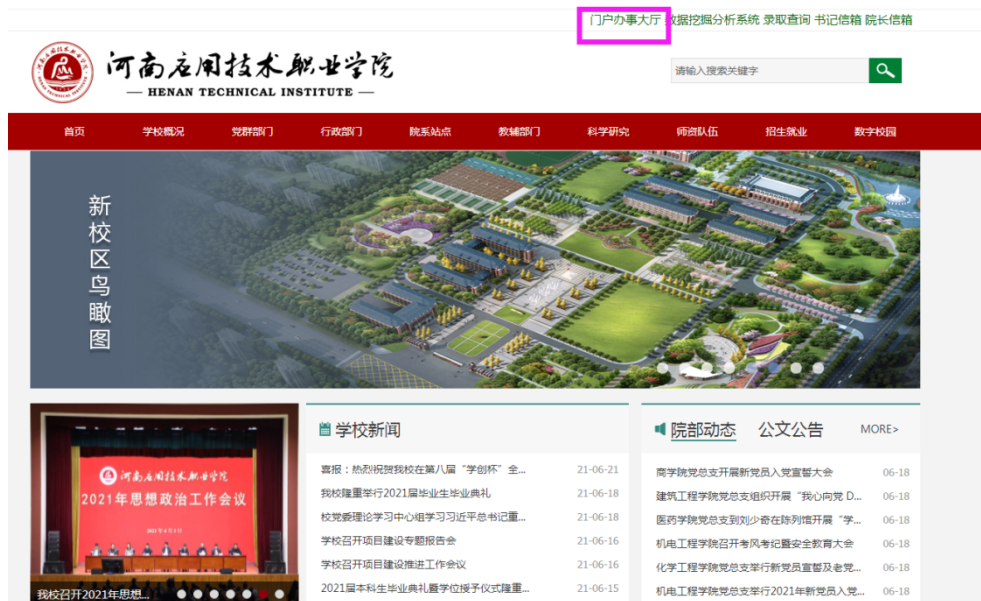 门户办事大厅 数据挖掘分析系统 录取查询 书记信箱 院长信箱
河南应用技术职业学院
— HENAN TECHNICAL INSTITUTE —
请输入搜索关键字
首页 学校概况 党群部门 行政部门 院系站点 教辅部门 科学研究 师资队伍 招生就业 数字校园
新校区鸟瞰图
河南应用技术职业学院
2021年思想政治工作会议
我校召开2021年思想...
学校新闻
喜报：热烈祝贺我校在第八届“学创杯”全... 21-06-21
我校隆重举行2021届毕业生毕业典礼 21-06-18
校党委理论学习中心组学习习近平总书记重... 21-06-18
学校召开项目建设专题报告会 21-06-16
学校召开项目建设推进工作会议 21-06-16
2021届本科生毕业典礼暨学位授予仪式隆重... 21-06-15
院部动态 公文公告 MORE>
商学院党总支开展新党员入党宣誓大会 06-18
建筑工程学院党总支组织开展“我心向党 D... 06-18
医药学院党总支到刘少奇在陈列馆开展“学... 06-18
机电工程学院召开考风考纪暨安全教育大会 06-18
化学工程学院党总支举行新党员宣誓及老党... 06-18
机电工程学院党总支举行2021年新党员入党... 06-18